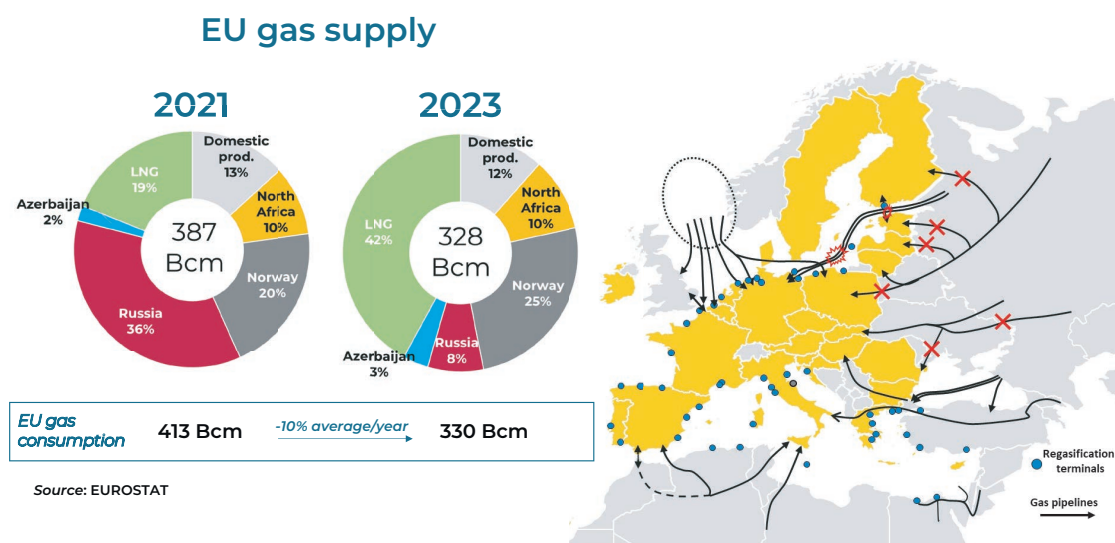 EU gas supply
2021
Domestic
prod.
13%
LNG
19%
North
Africa
10%
Azerbaijan
2%
387
Bcm
Norway
20%
Russia
36%
2023
Domestic
prod.
12%
North
Africa
10%
LNG
42%
328
Bcm
Norway
25%
Azerbaijan
3%
Russia
8%
EU gas
consumption
413 Bcm
-10% average/year
330 Bcm
Source: EUROSTAT
Regasification
terminals
Gas pipelines